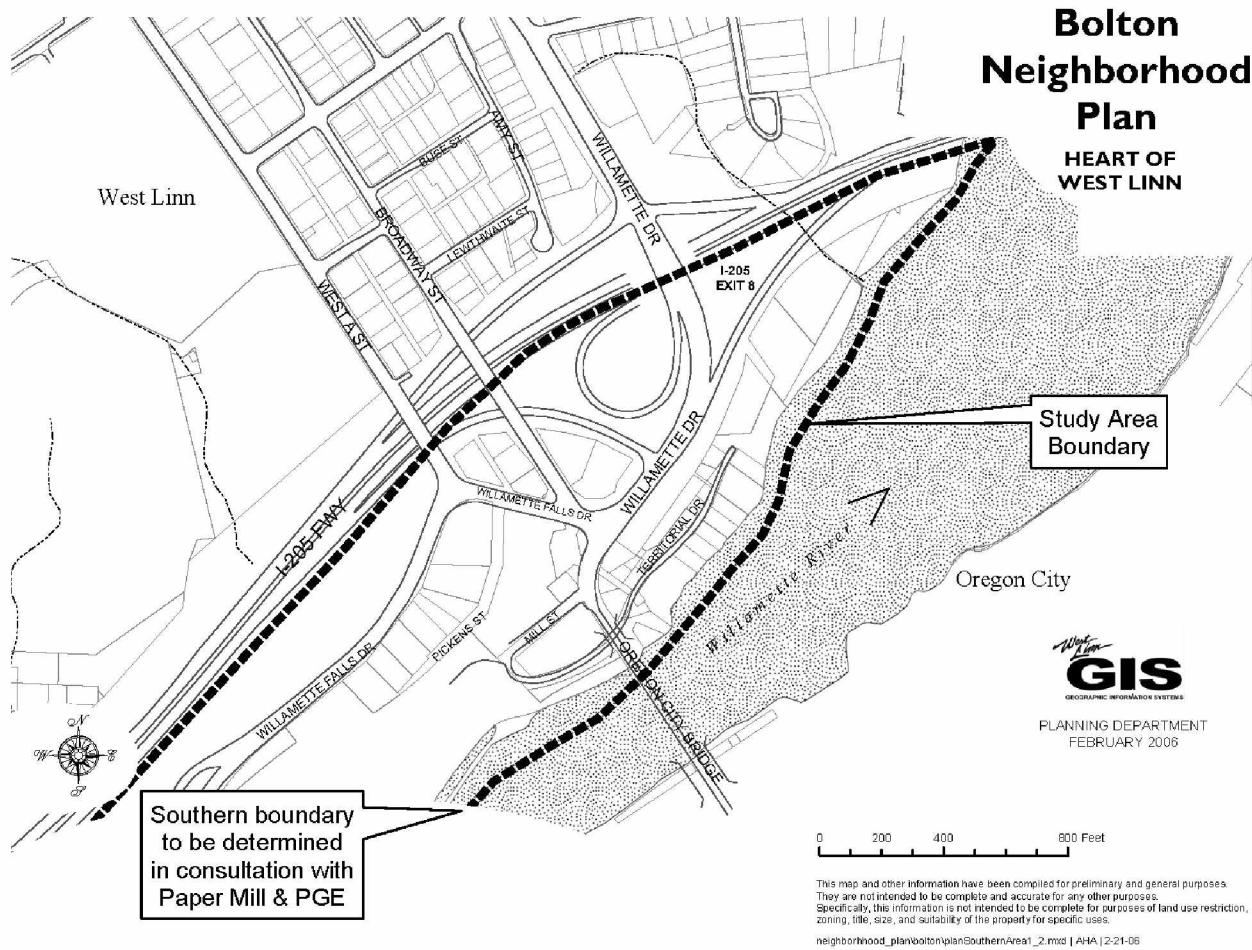 Bolton
Neighborhood
Plan
HEART OF
WEST LINN
West Linn
BUSE ST
AMY ST
WILLAMETTE DR
BROADWAY ST
LEWTHWAITE ST
WEST A ST
I-205
EXIT 8
Study Area
Boundary
WILLAMETTE DR
WILLAMETTE FALLS DR
I-205 FWY
TERRITORIAL DR
Willamette River
Oregon City
MILL ST
PICKENS ST
OREGON CITY BRIDGE
WILLAMETTE FALLS DR
N
W
E
S
West Linn
GIS
GEOGRAPHIC INFORMATION SYSTEMS
PLANNING DEPARTMENT
FEBRUARY 2006
Southern boundary
to be determined
in consultation with
Paper Mill & PGE
0 200 400 800 Feet
This map and other information have been compiled for preliminary and general purposes.
They are not intended to be complete and accurate for any other purposes.
Specifically, this information is not intended to be complete for purposes of land use restriction,
zoning, title, size, and suitability of the property for specific uses.
neighborhhood_plan\bolton\planSouthernArea1_2.mxd | AHA | 2-21-06